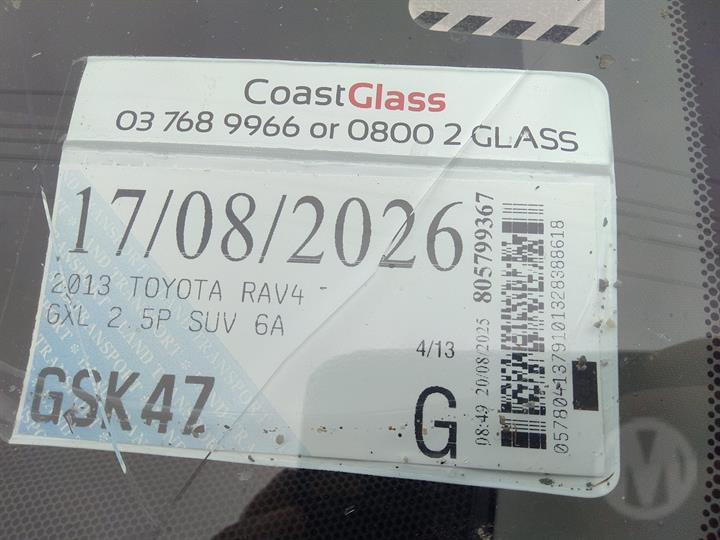 CoastGlass
03 768 9966 or 0800 2 GLASS
17/08/2026
2013 TOYOTA RAV4 -
GXL 2.5P SUV 6A
4/13
GSK47
G
08:49 20/08/2025 805799367
0578041379101328388618
M